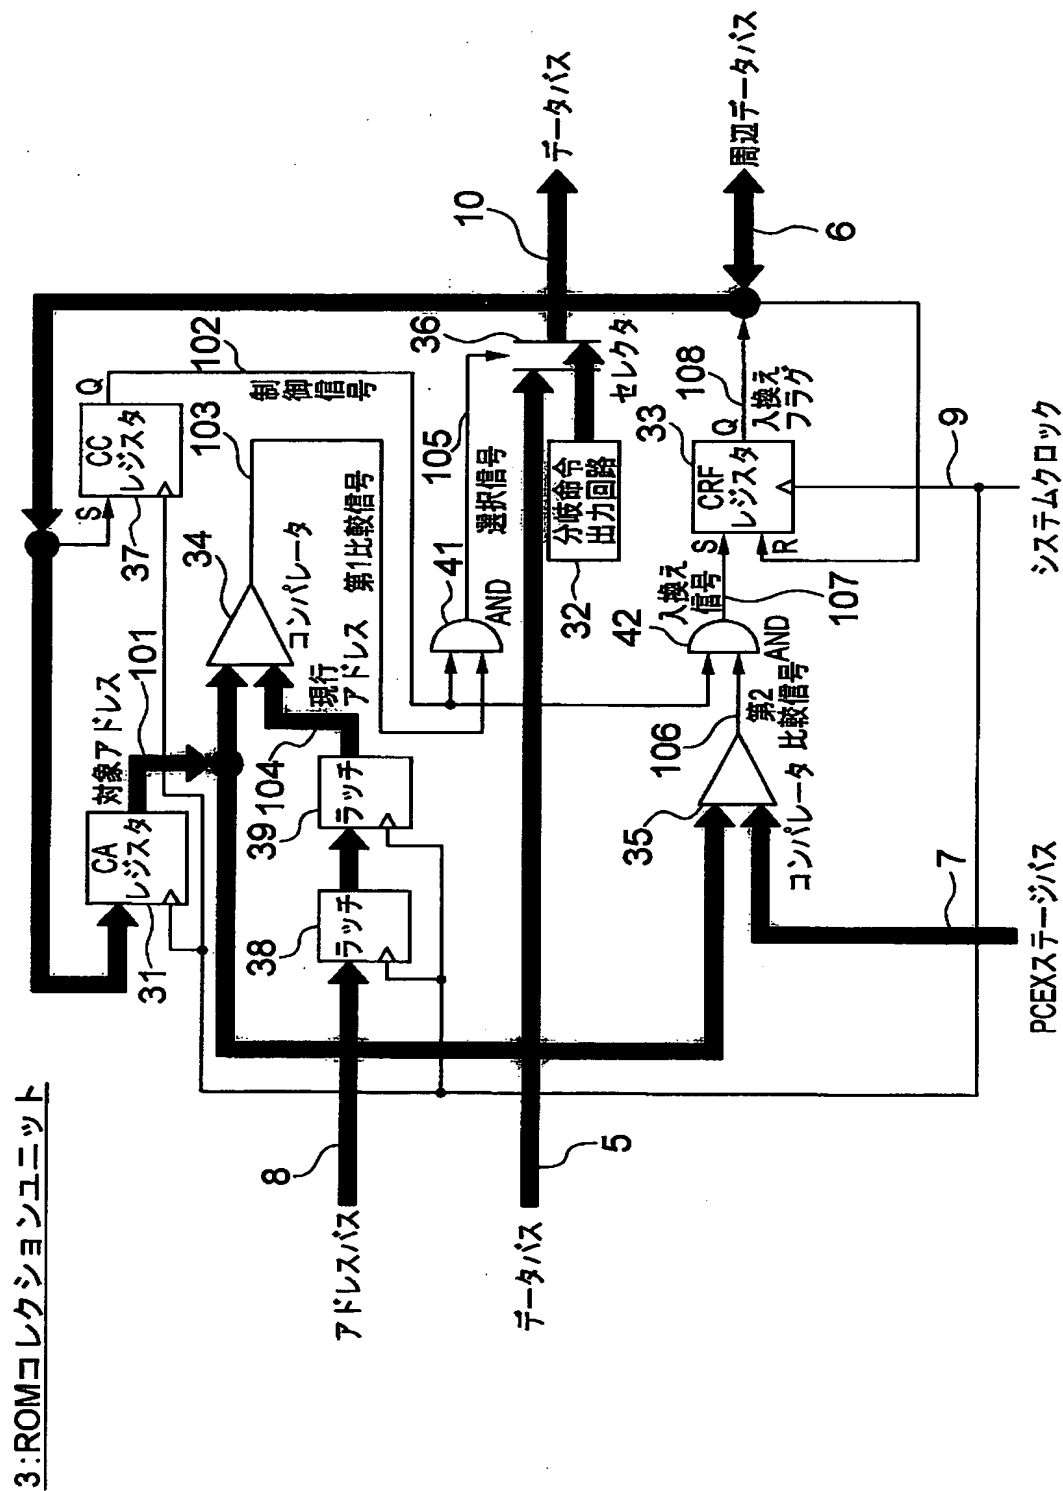 3:ROMコレクションユニット
CA
レジスタ
31
対象アドレス
101
S
CC
レジスタ
Q
37
102
制御信号
103
34
コンパレータ
第1比較信号
現行
アドレス
104
アドレスバス
8
38
ラッチ
39
ラッチ
41
AND
選択信号
105
36
セレクタ
10
データバス
データバス
5
32
分岐命令
出力回路
35
コンパレータ
106
第2
比較信号
42
AND
入換え
信号
107
S
R
CRF
レジスタ
Q
33
108
入換え
フラグ
6
周辺データバス
7
PCEXステージバス
9
システムクロック